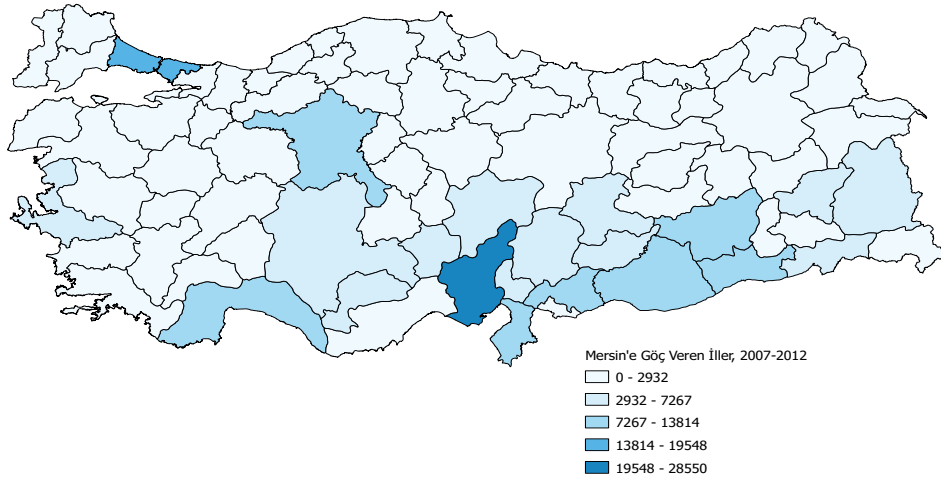 Mersin'e Göç Veren İller, 2007-2012
0 - 2932
2932 - 7267
7267 - 13814
13814 - 19548
19548 - 28550